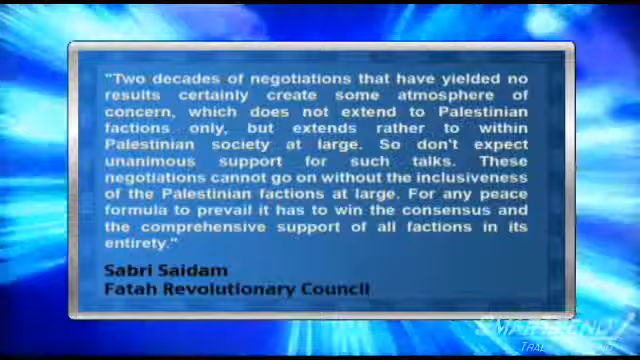 "Two decades of negotiations that have yielded no
results certainly create some atmosphere of
concern, which does not extend to Palestinian
factions only, but extends rather to within
Palestinian society at large. So don't expect
unanimous support for such talks. These
negotiations cannot go on without the inclusiveness
of the Palestinian factions at large. For any peace
formula to prevail it has to win the consensus and
the comprehensive support of all factions in its
entirety."
Sabri Saidam
Fatah Revolutionary Council